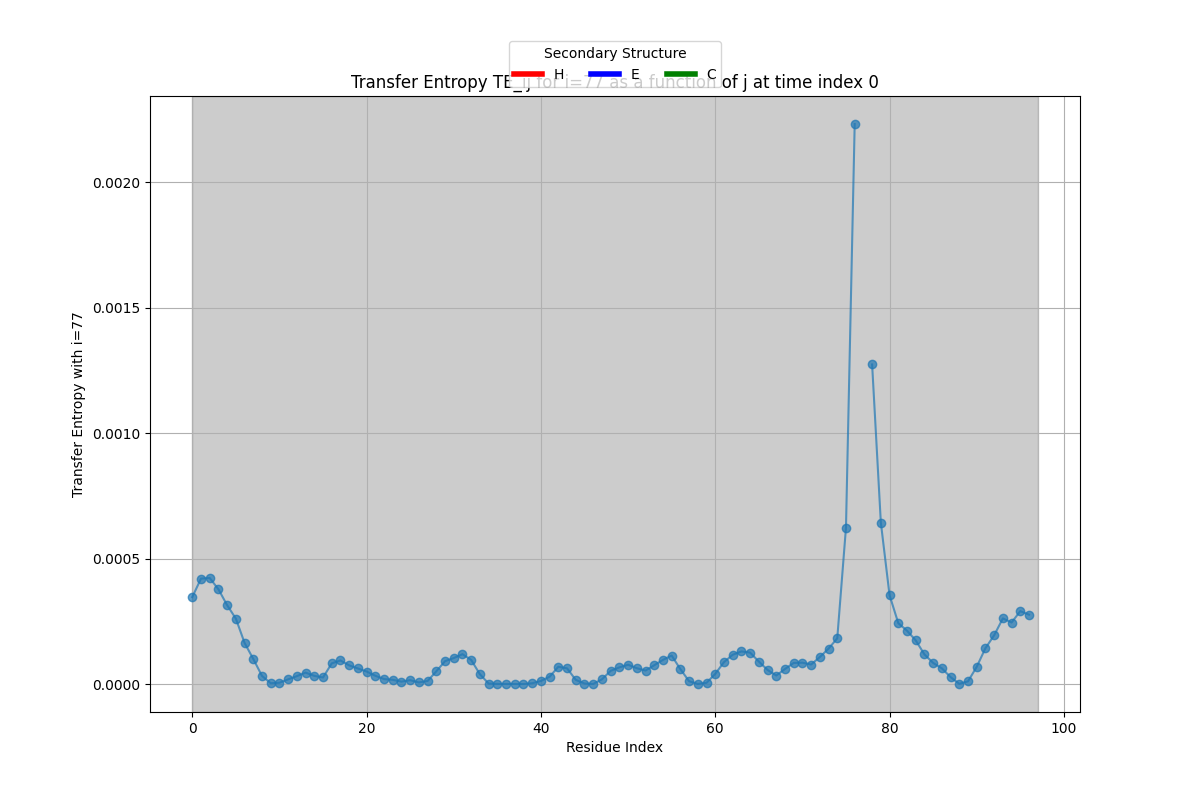 Secondary Structure
H E C
Transfer Entropy TE_ij for i=77 as a function of j at time index 0
Transfer Entropy with i=77
0.0020
0.0015
0.0010
0.0005
0.0000
0 20 40 60 80 100
Residue Index